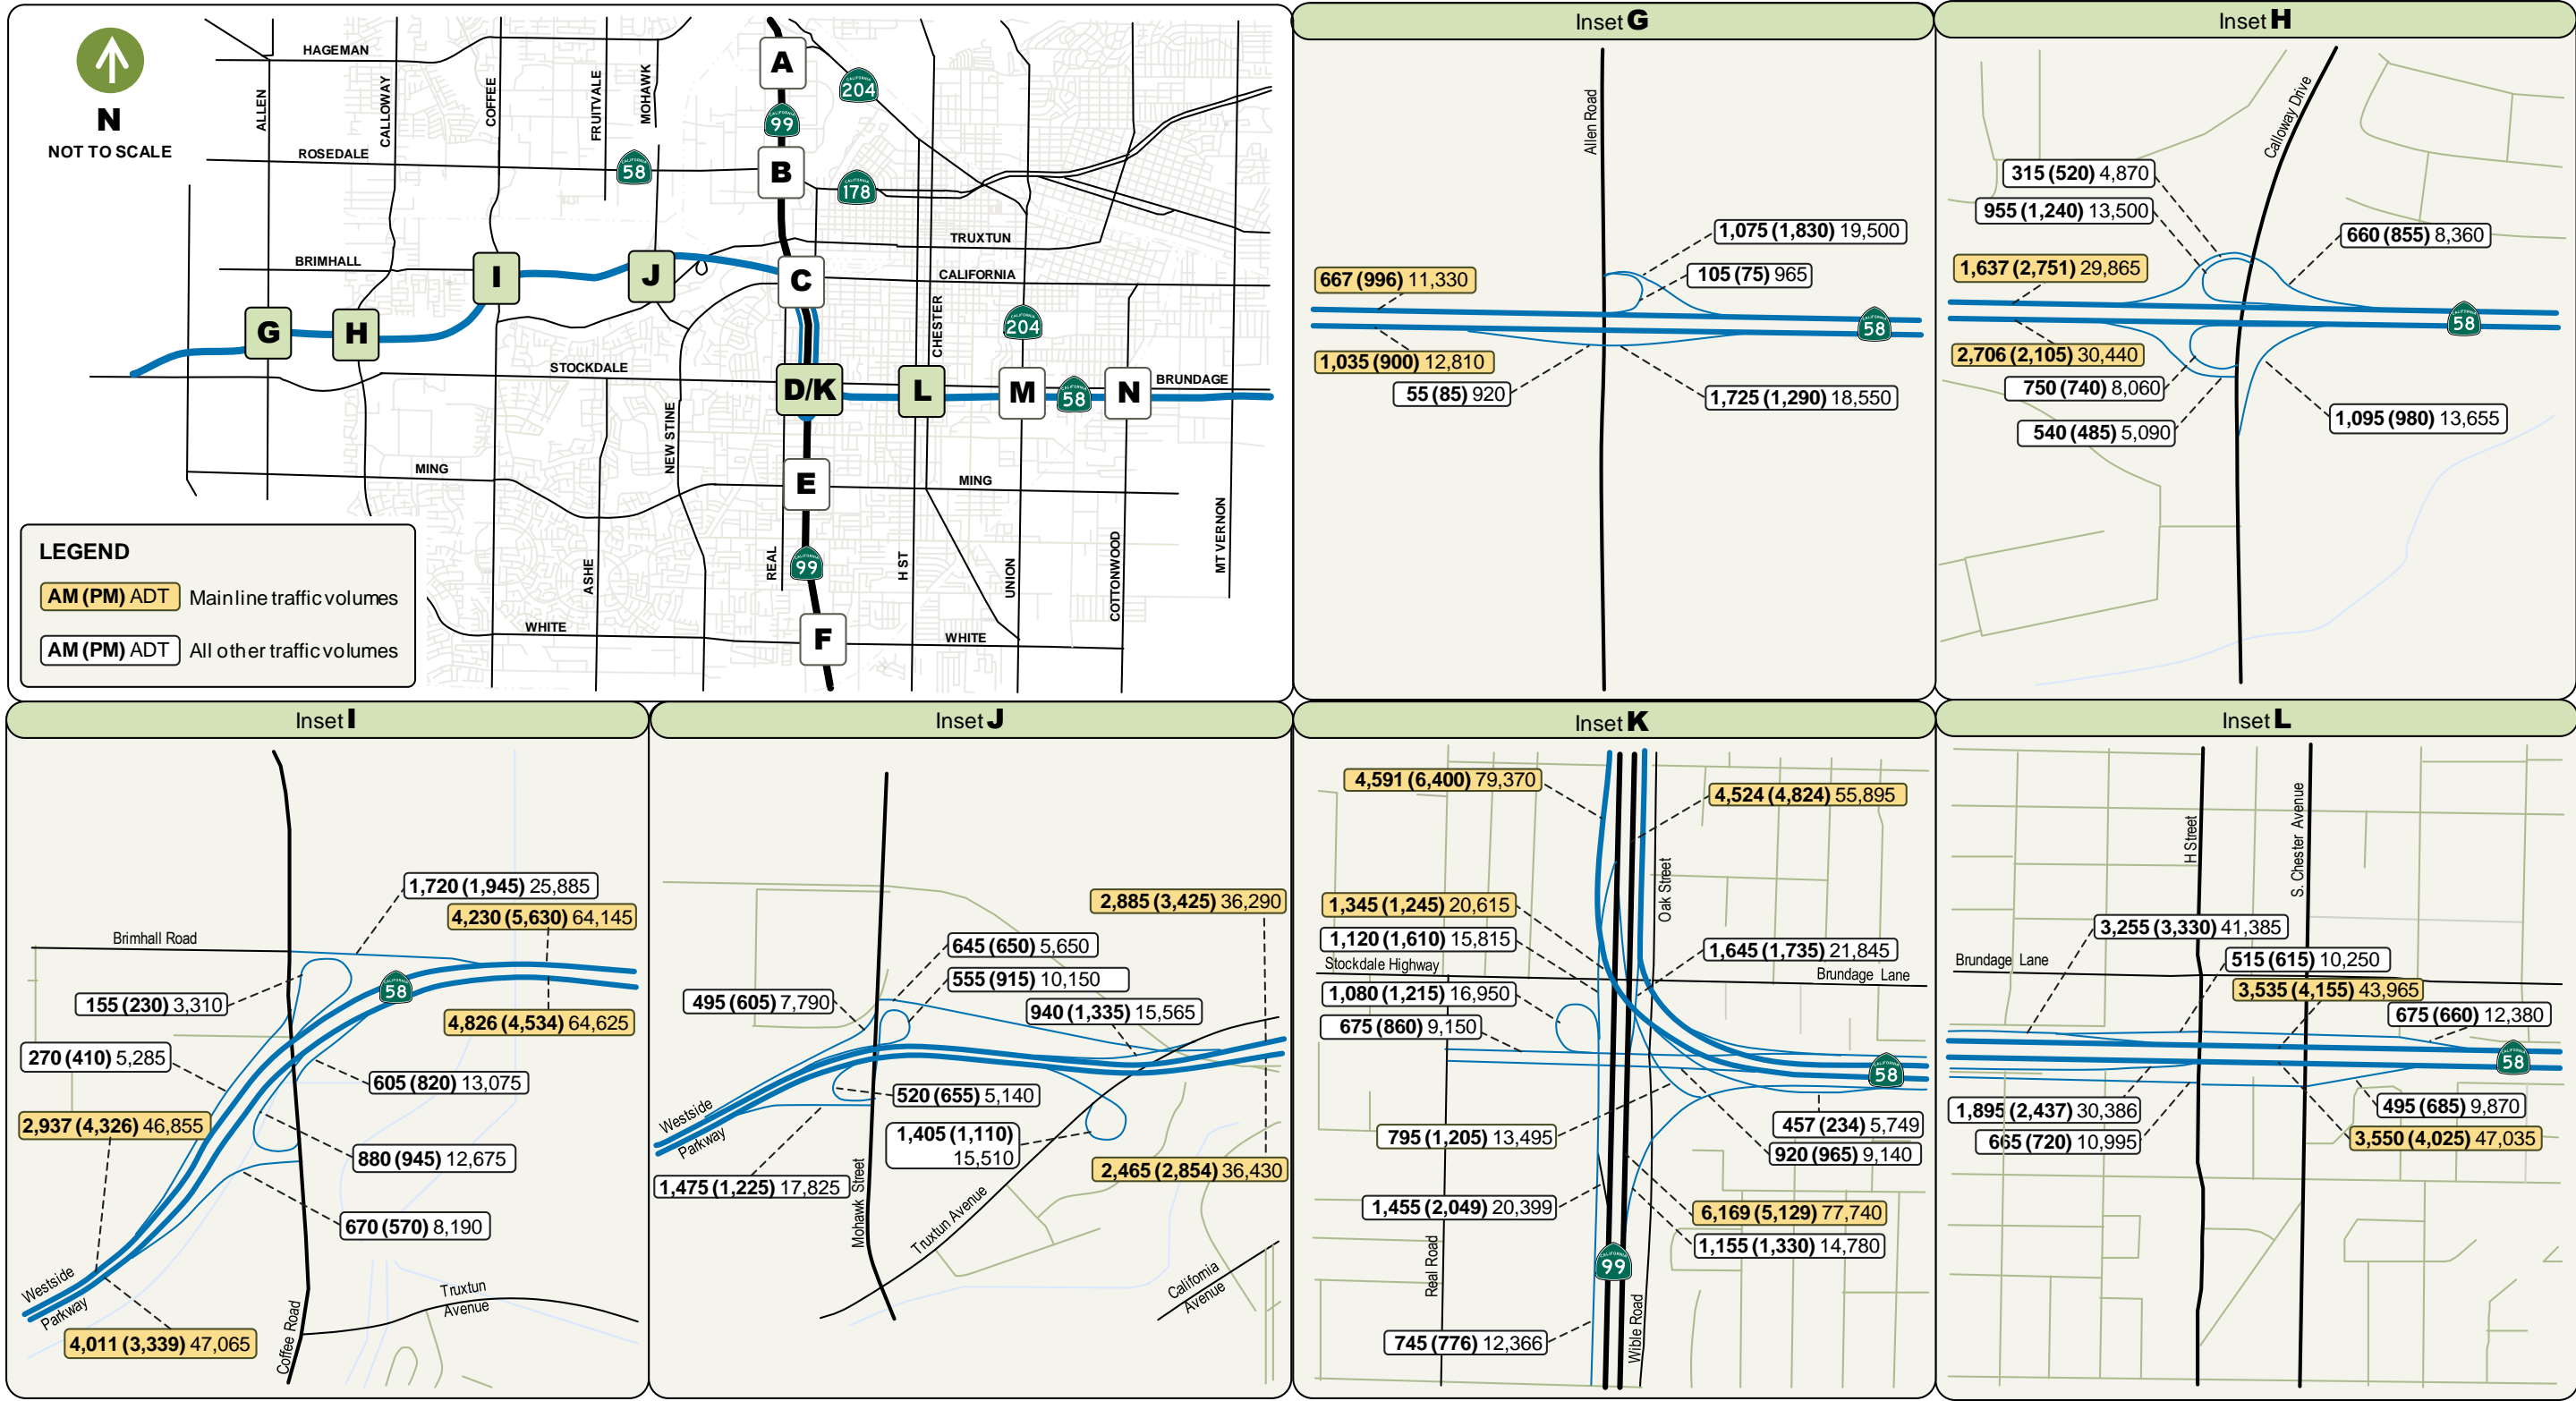 N
NOT TO SCALE
HAGEMAN
ALLEN
CALLOWAY
COFFEE
FRUITVALE
MOHAWK
A
CALIFORNIA
204
CALIFORNIA
99
ROSEDALE
CALIFORNIA
58
B
CALIFORNIA
178
TRUXTUN
BRIMHALL
I
J
C
CALIFORNIA
G
H
CHESTER
CALIFORNIA
204
STOCKDALE
D/K
L
M
CALIFORNIA
58
N
BRUNDAGE
NEW STINE
MING
E
MING
MT VERNON
ASHE
REAL
CALIFORNIA
99
H ST
UNION
COTTONWOOD
WHITE
F
WHITE
LEGEND
AM (PM) ADT Mainline traffic volumes
AM (PM) ADT All other traffic volumes
Inset G
Allen Road
1,075 (1,830) 19,500
105 (75) 965
667 (996) 11,330
CALIFORNIA
58
1,035 (900) 12,810
55 (85) 920
1,725 (1,290) 18,550
Inset H
Calloway Drive
315 (520) 4,870
955 (1,240) 13,500
660 (855) 8,360
1,637 (2,751) 29,865
CALIFORNIA
58
2,706 (2,105) 30,440
750 (740) 8,060
1,095 (980) 13,655
540 (485) 5,090
Inset I
1,720 (1,945) 25,885
4,230 (5,630) 64,145
Brimhall Road
CALIFORNIA
58
155 (230) 3,310
4,826 (4,534) 64,625
270 (410) 5,285
605 (820) 13,075
2,937 (4,326) 46,855
880 (945) 12,675
670 (570) 8,190
Westside
Parkway
Truxtun
Avenue
Coffee Road
4,011 (3,339) 47,065
Inset J
2,885 (3,425) 36,290
645 (650) 5,650
555 (915) 10,150
495 (605) 7,790
940 (1,335) 15,565
520 (655) 5,140
Westside
Parkway
1,405 (1,110)
15,510
2,465 (2,854) 36,430
1,475 (1,225) 17,825
Mohawk Street
Truxtun Avenue
California
Avenue
Inset K
4,591 (6,400) 79,370
4,524 (4,824) 55,895
Oak Street
1,345 (1,245) 20,615
1,120 (1,610) 15,815
1,645 (1,735) 21,845
Stockdale Highway
Brundage Lane
1,080 (1,215) 16,950
675 (860) 9,150
CALIFORNIA
58
457 (234) 5,749
795 (1,205) 13,495
920 (965) 9,140
1,455 (2,049) 20,399
6,169 (5,129) 77,740
1,155 (1,330) 14,780
Real Road
CALIFORNIA
99
Wible Road
745 (776) 12,366
Inset L
H Street
S. Chester Avenue
3,255 (3,330) 41,385
Brundage Lane
515 (615) 10,250
3,535 (4,155) 43,965
675 (660) 12,380
CALIFORNIA
58
1,895 (2,437) 30,386
495 (685) 9,870
665 (720) 10,995
3,550 (4,025) 47,035